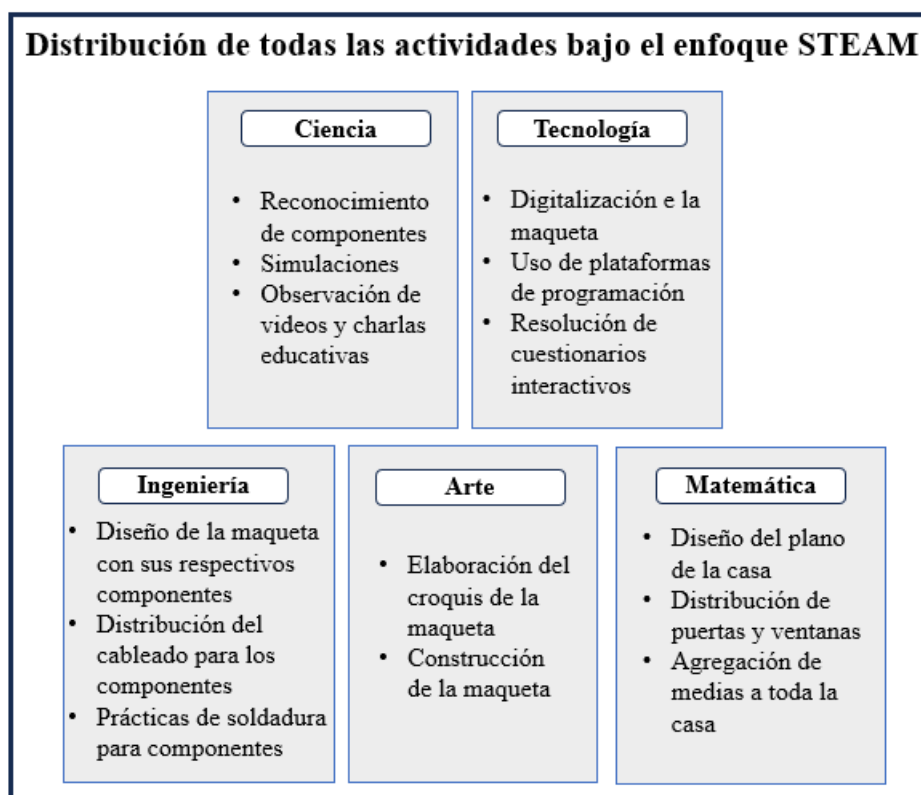 Distribución de todas las actividades bajo el enfoque STEAM
Ciencia
• Reconocimiento
de componentes
• Simulaciones
• Observación de
videos y charlas
educativas
Tecnología
• Digitalización e la
maqueta
• Uso de plataformas
de programación
• Resolución de
cuestionarios
interactivos
Ingeniería
• Diseño de la maqueta
con sus respectivos
componentes
• Distribución del
cableado para los
componentes
• Prácticas de soldadura
para componentes
Arte
• Elaboración del
croquis de la
maqueta
• Construcción
de la maqueta
Matemática
• Diseño del plano
de la casa
• Distribución de
puertas y ventanas
• Agregación de
medias a toda la
casa